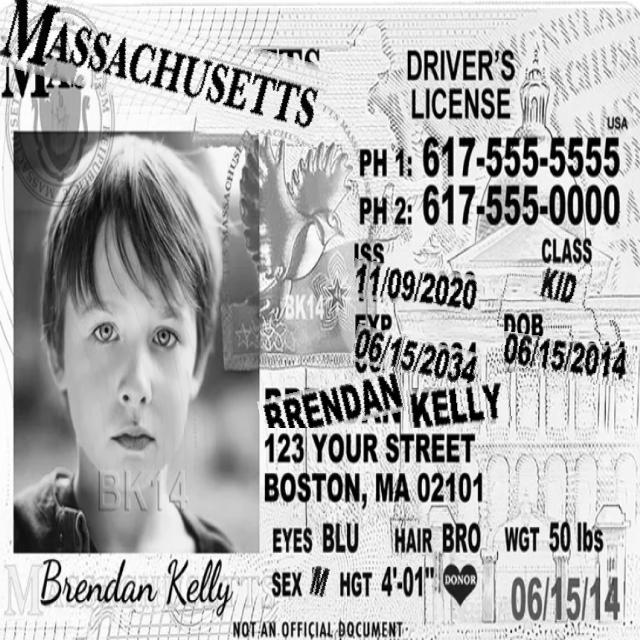 MASSACHUSETTS
DRIVER'S
LICENSE
USA
PH 1: 617-555-5555
PH 2: 617-555-0000
ISS
CLASS
11/09/2020
KID
EXP
DOB
06/15/2034
06/15/2014
BK14
BRENDAN KELLY
123 YOUR STREET
BOSTON, MA 02101
BK14
EYES BLU HAIR BRO WGT 50 lbs
SEX M HGT 4'-01" DONOR
06/15/14
Brendan Kelly
NOT AN OFFICIAL DOCUMENT